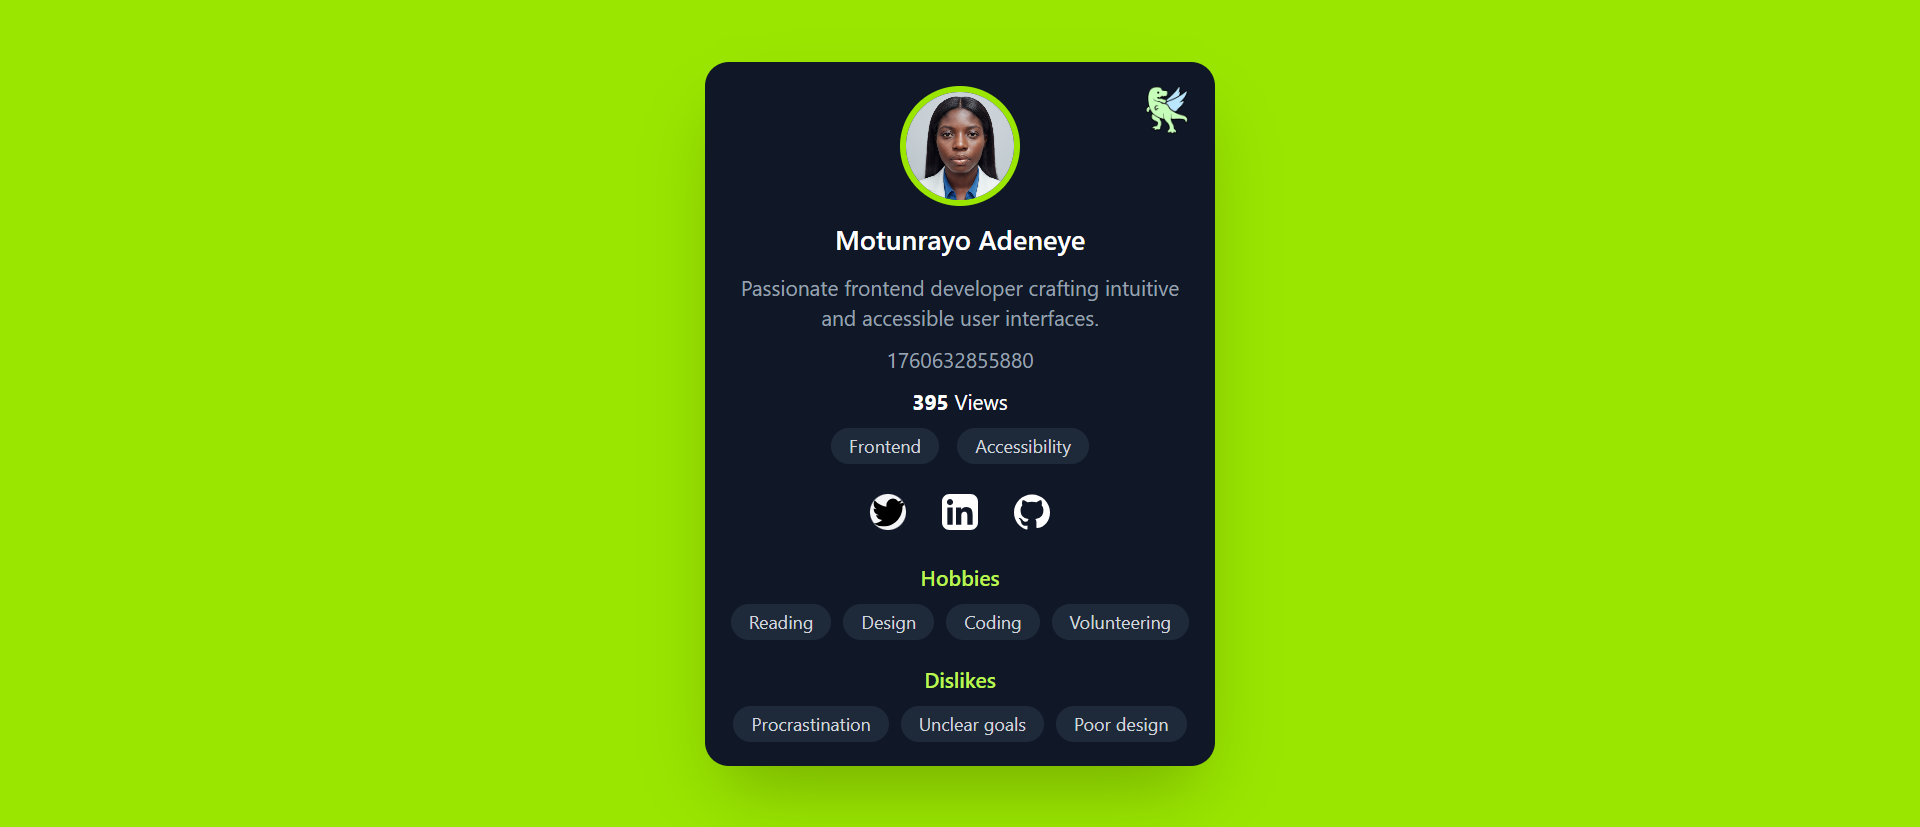 Motunrayo Adeneye
Passionate frontend developer crafting intuitive
and accessible user interfaces.
1760632855880
395 Views
Frontend Accessibility
in
Hobbies
Reading Design Coding Volunteering
Dislikes
Procrastination Unclear goals Poor design